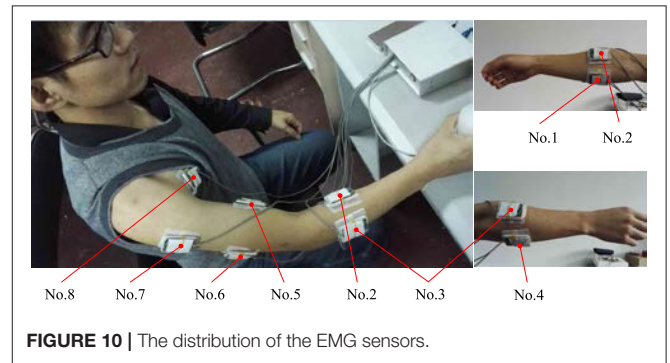 No.1 No.2
No.8 No.7 No.6 No.5 No.2 No.3 No.4
FIGURE 10 | The distribution of the EMG sensors.